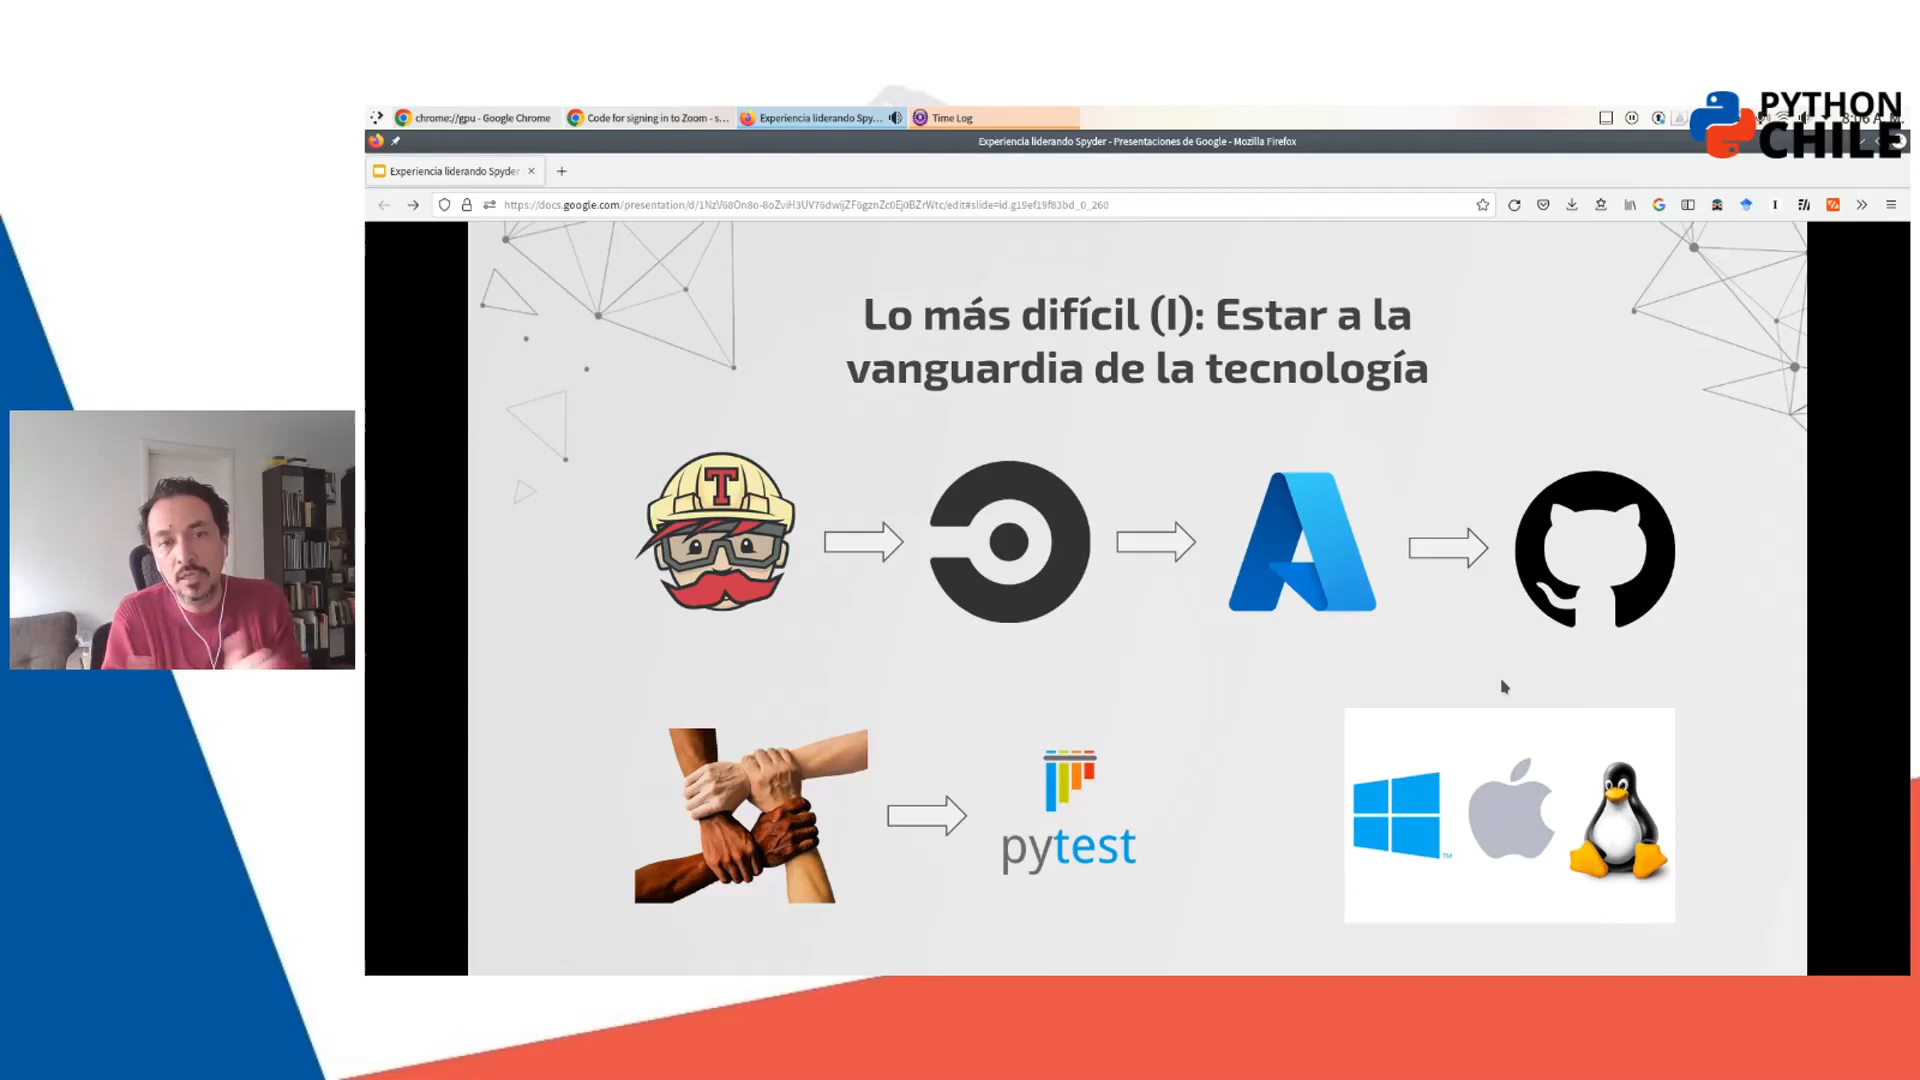 chrome://gpu - Google Chrome
Code for signing in to Zoom - s...
Experiencia liderando Spy...
Time Log
PYTHON
CHILE
Experiencia liderando Spyder - Presentaciones de Google - Mozilla Firefox
Experiencia liderando Spyder
Lo más difícil (I): Estar a la
vanguardia de la tecnología
T
pytest
TM